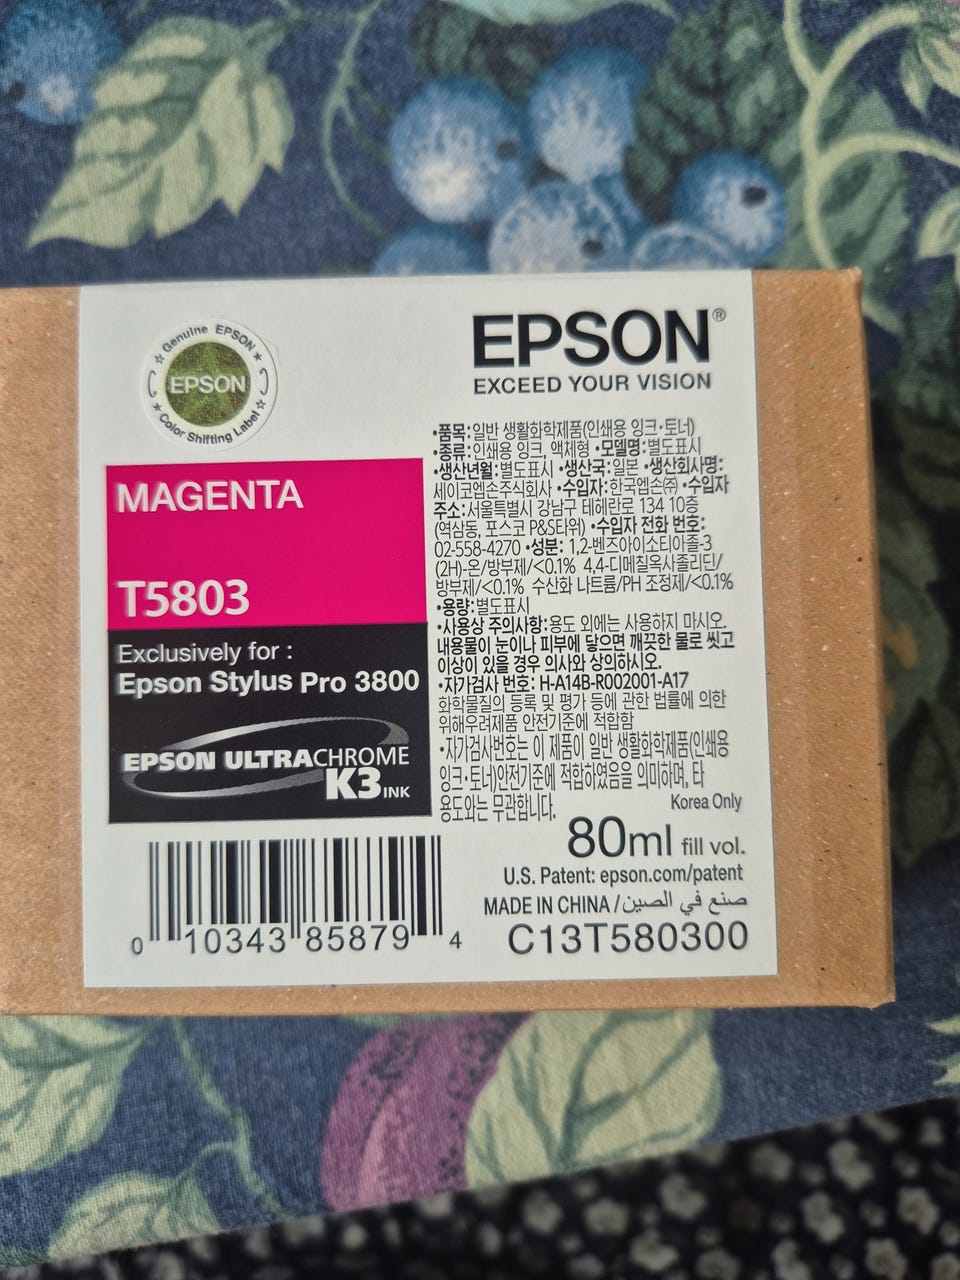 Genuine EPSON
EPSON
Color Shifting Label
EPSON®
EXCEED YOUR VISION
MAGENTA
T5803
Exclusively for :
Epson Stylus Pro 3800
EPSON ULTRACHROME
K3 INK
•품목:일반 생활화학제품(인쇄용 잉크·토너)
•종류:인쇄용 잉크, 액체형 •모델명:별도표시
•생산년월:별도표시 •생산국:일본 •생산회사명:
세이코엡손주식회사 •수입자:한국엡손㈜ •수입자
주소:서울특별시 강남구 테헤란로 134 10층
(역삼동, 포스코 P&S타워) •수입자 전화 번호:
02-558-4270 •성분: 1,2-벤즈아이소티아졸-3
(2H)-온/방부제/<0.1% 4,4-디메칠옥사졸리딘/
방부제/<0.1% 수산화 나트륨/PH 조정제/<0.1%
•용량:별도표시
•사용상 주의사항:용도 외에는 사용하지 마시오.
내용물이 눈이나 피부에 닿으면 깨끗한 물로 씻고
이상이 있을 경우 의사와 상의하시오.
•자가검사 번호: H-A14B-R002001-A17
화학물질의 등록 및 평가 등에 관한 법률에 의한
위해우려제품 안전기준에 적합함
•자가검사번호는 이 제품이 일반 생활화학제품(인쇄용
잉크·토너)안전기준에 적합하였음을 의미하며, 타
용도와는 무관합니다.
Korea Only
80ml fill vol.
U.S. Patent: epson.com/patent
MADE IN CHINA / صنع في الصين
C13T580300
0 10343 85879 4